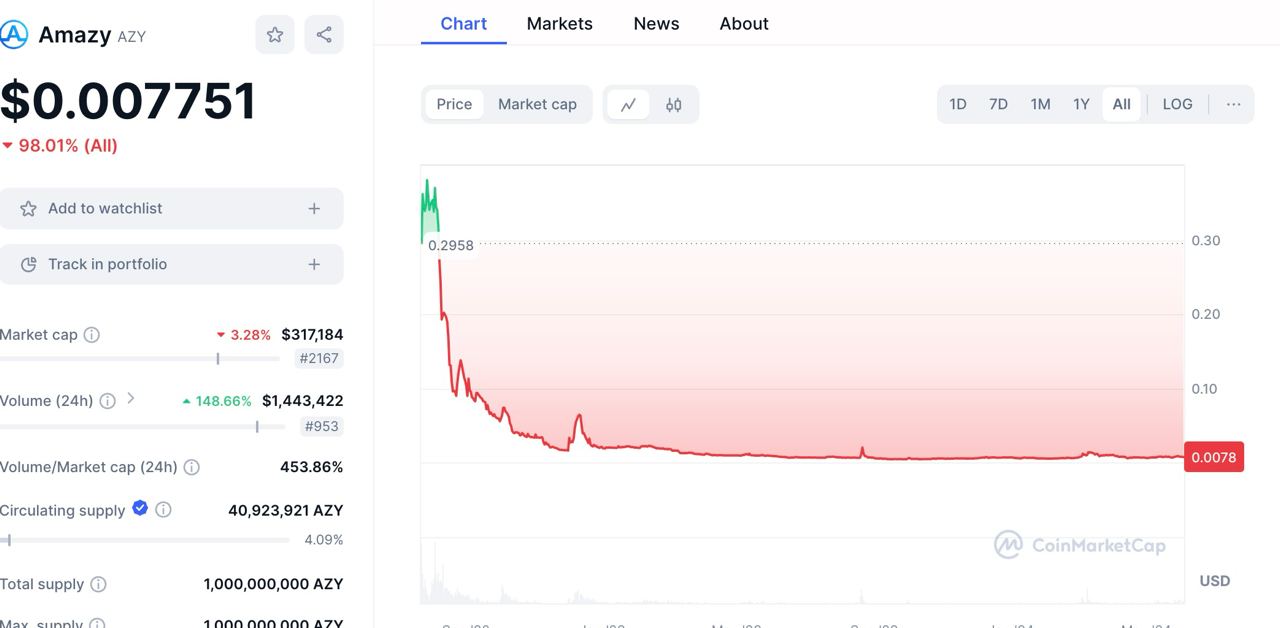 Amazy AZY
$0.007751
98.01% (All)
Add to watchlist +
Track in portfolio +
Market cap 3.28% $317,184
#2167
Volume (24h) > 148.66% $1,443,422
#953
Volume/Market cap (24h) 453.86%
Circulating supply 40,923,921 AZY
4.09%
Total supply 1,000,000,000 AZY
Max. supply 1,000,000,000 AZY
Chart Markets News About
Price Market cap
1D 7D 1M 1Y All LOG ···
0.2958
0.30
0.20
0.10
0.0078
CoinMarketCap
USD